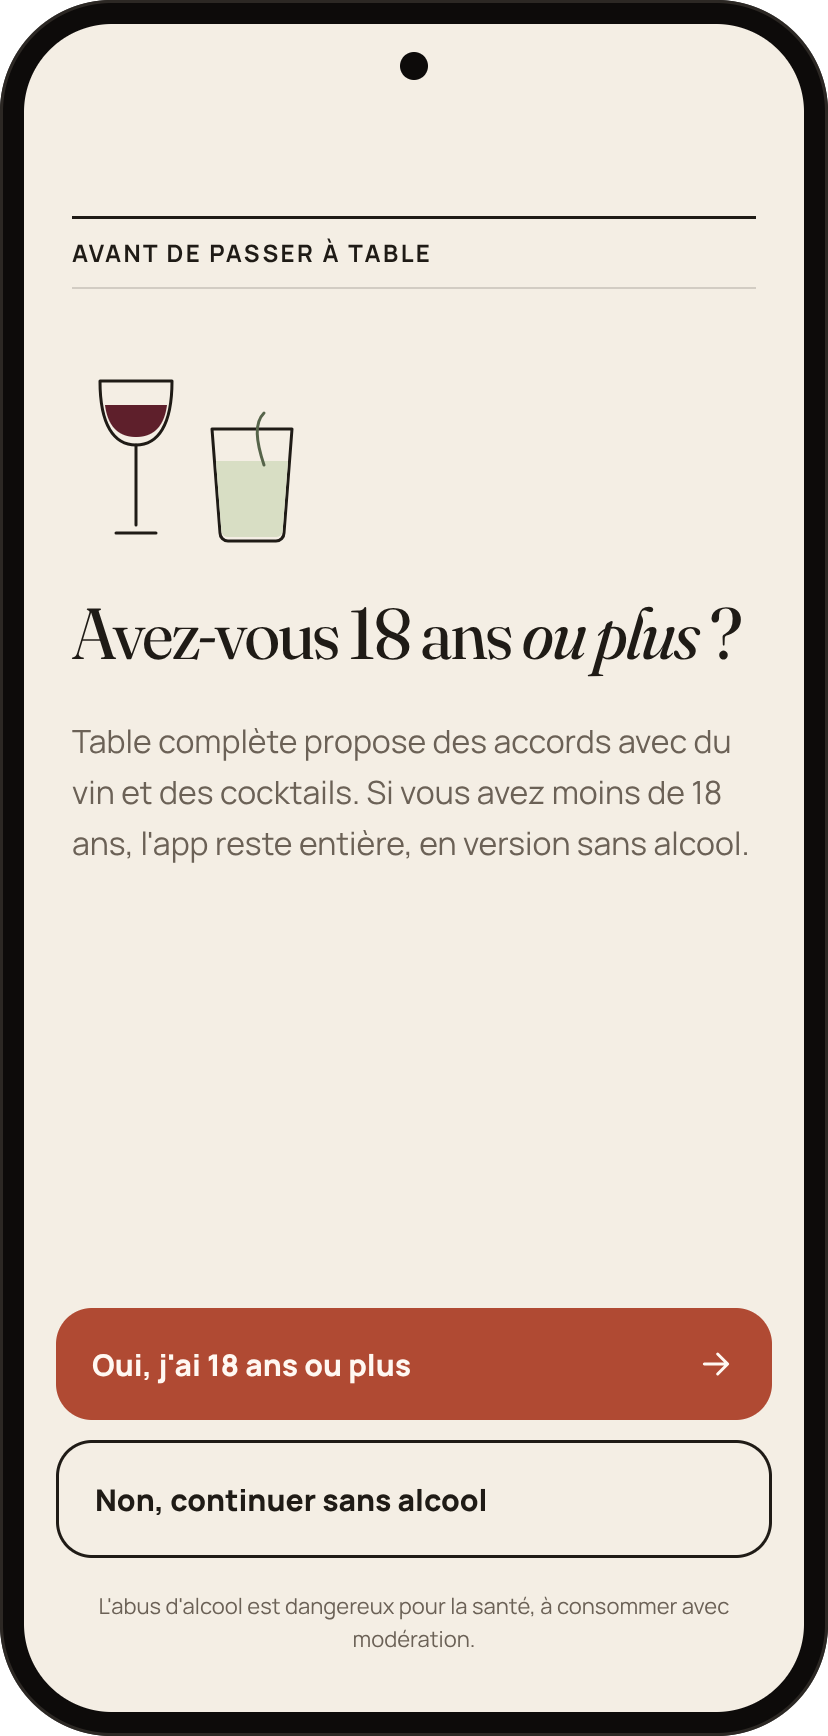 AVANT DE PASSER À TABLE
Avez-vous 18 ans ou plus ?
Table complète propose des accords avec du
vin et des cocktails. Si vous avez moins de 18
ans, l'app reste entière, en version sans alcool.
Oui, j'ai 18 ans ou plus
Non, continuer sans alcool
L'abus d'alcool est dangereux pour la santé, à consommer avec
modération.